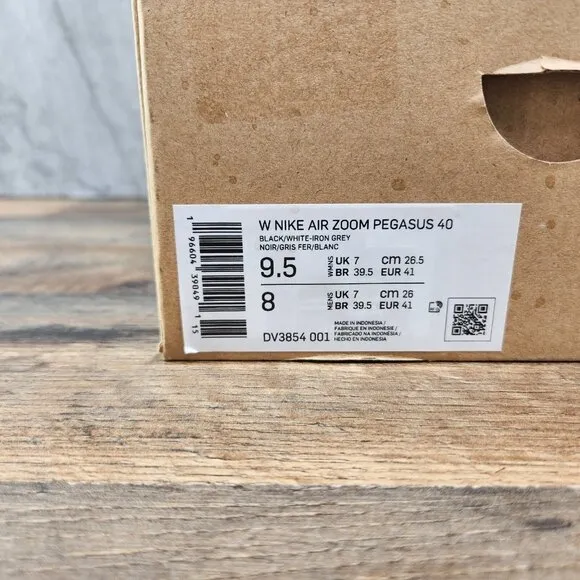 W NIKE AIR ZOOM PEGASUS 40
BLACK/WHITE-IRON GREY
NOIR/GRIS FER/BLANC
9.5 WMNS UK 7 CM 26.5
BR 39.5 EUR 41
8 MENS UK 7 CM 26
BR 39.5 EUR 41
DV3854 001
MADE IN INDONESIA /
FABRIQUE EN INDONESIE /
FABRICADO NA INDONESIA /
HECHO EN INDONESIA
1 96604 39049 1 15